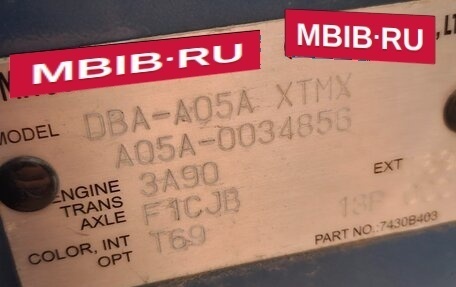 MBIB·RU MBIB·RU
MODEL DBA-A05A XTMX
A05A-0034856
ENGINE 3A90 EXT
TRANS AXLE F1CJB
COLOR, INT OPT T69
PART NO.:7430B403